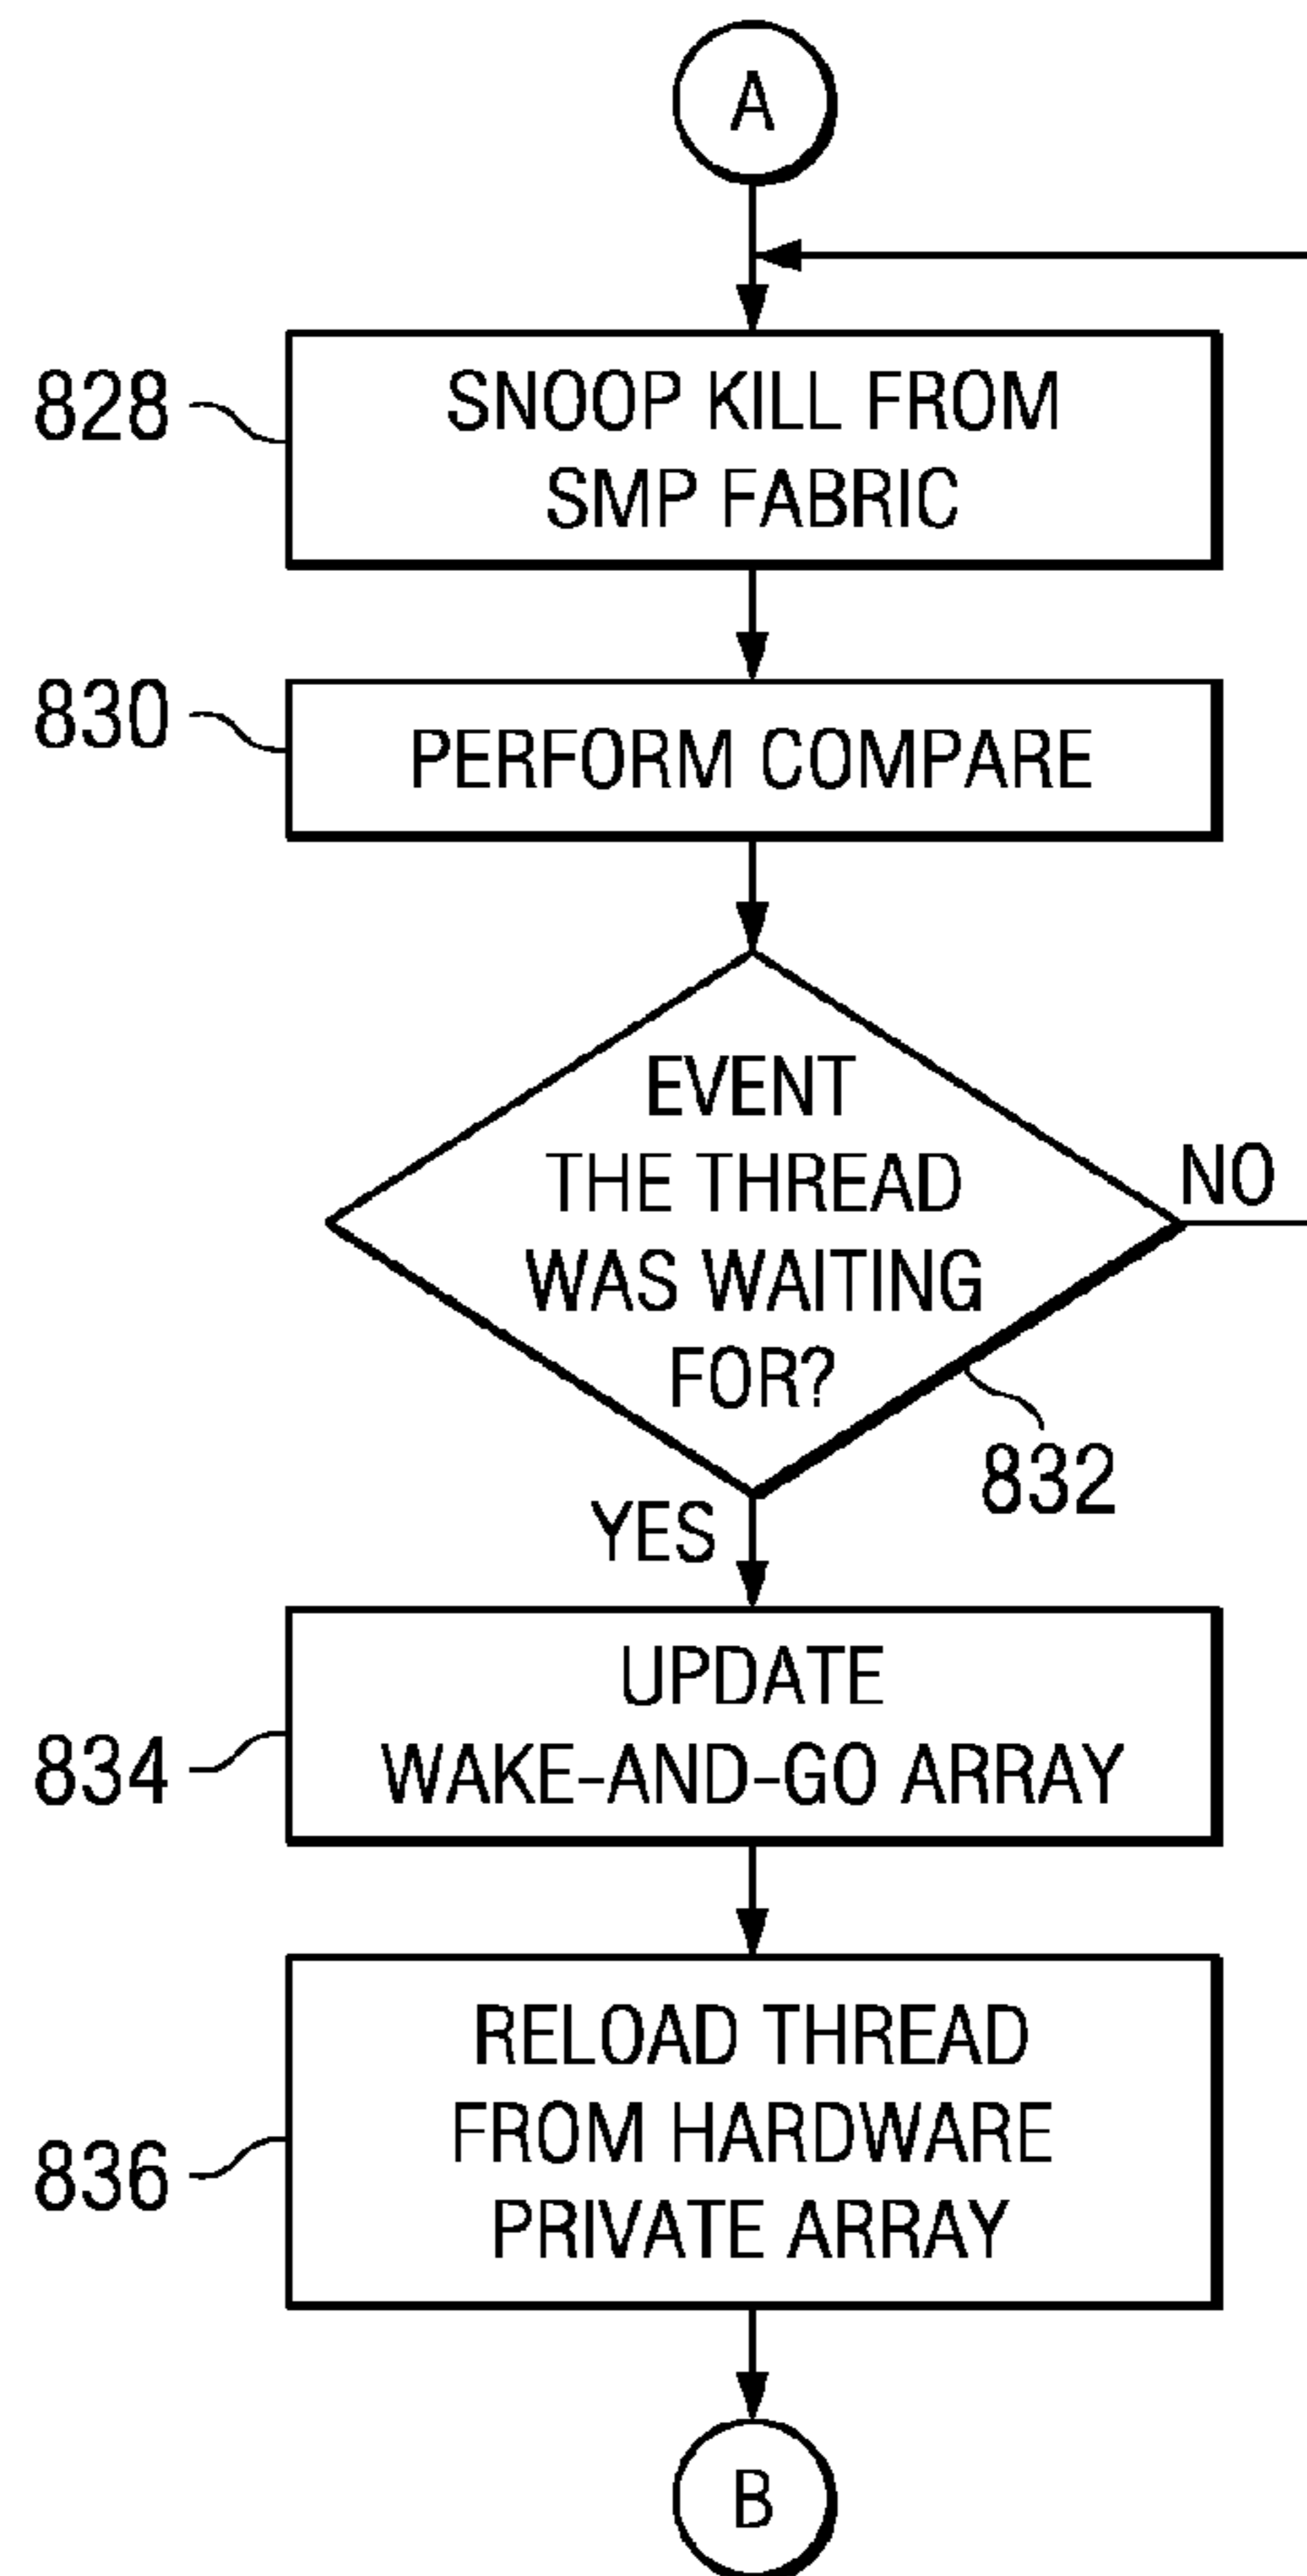 A
828
SNOOP KILL FROM
SMP FABRIC
830
PERFORM COMPARE
EVENT
THE THREAD
WAS WAITING
FOR?
NO
832
YES
834
UPDATE
WAKE-AND-GO ARRAY
836
RELOAD THREAD
FROM HARDWARE
PRIVATE ARRAY
B